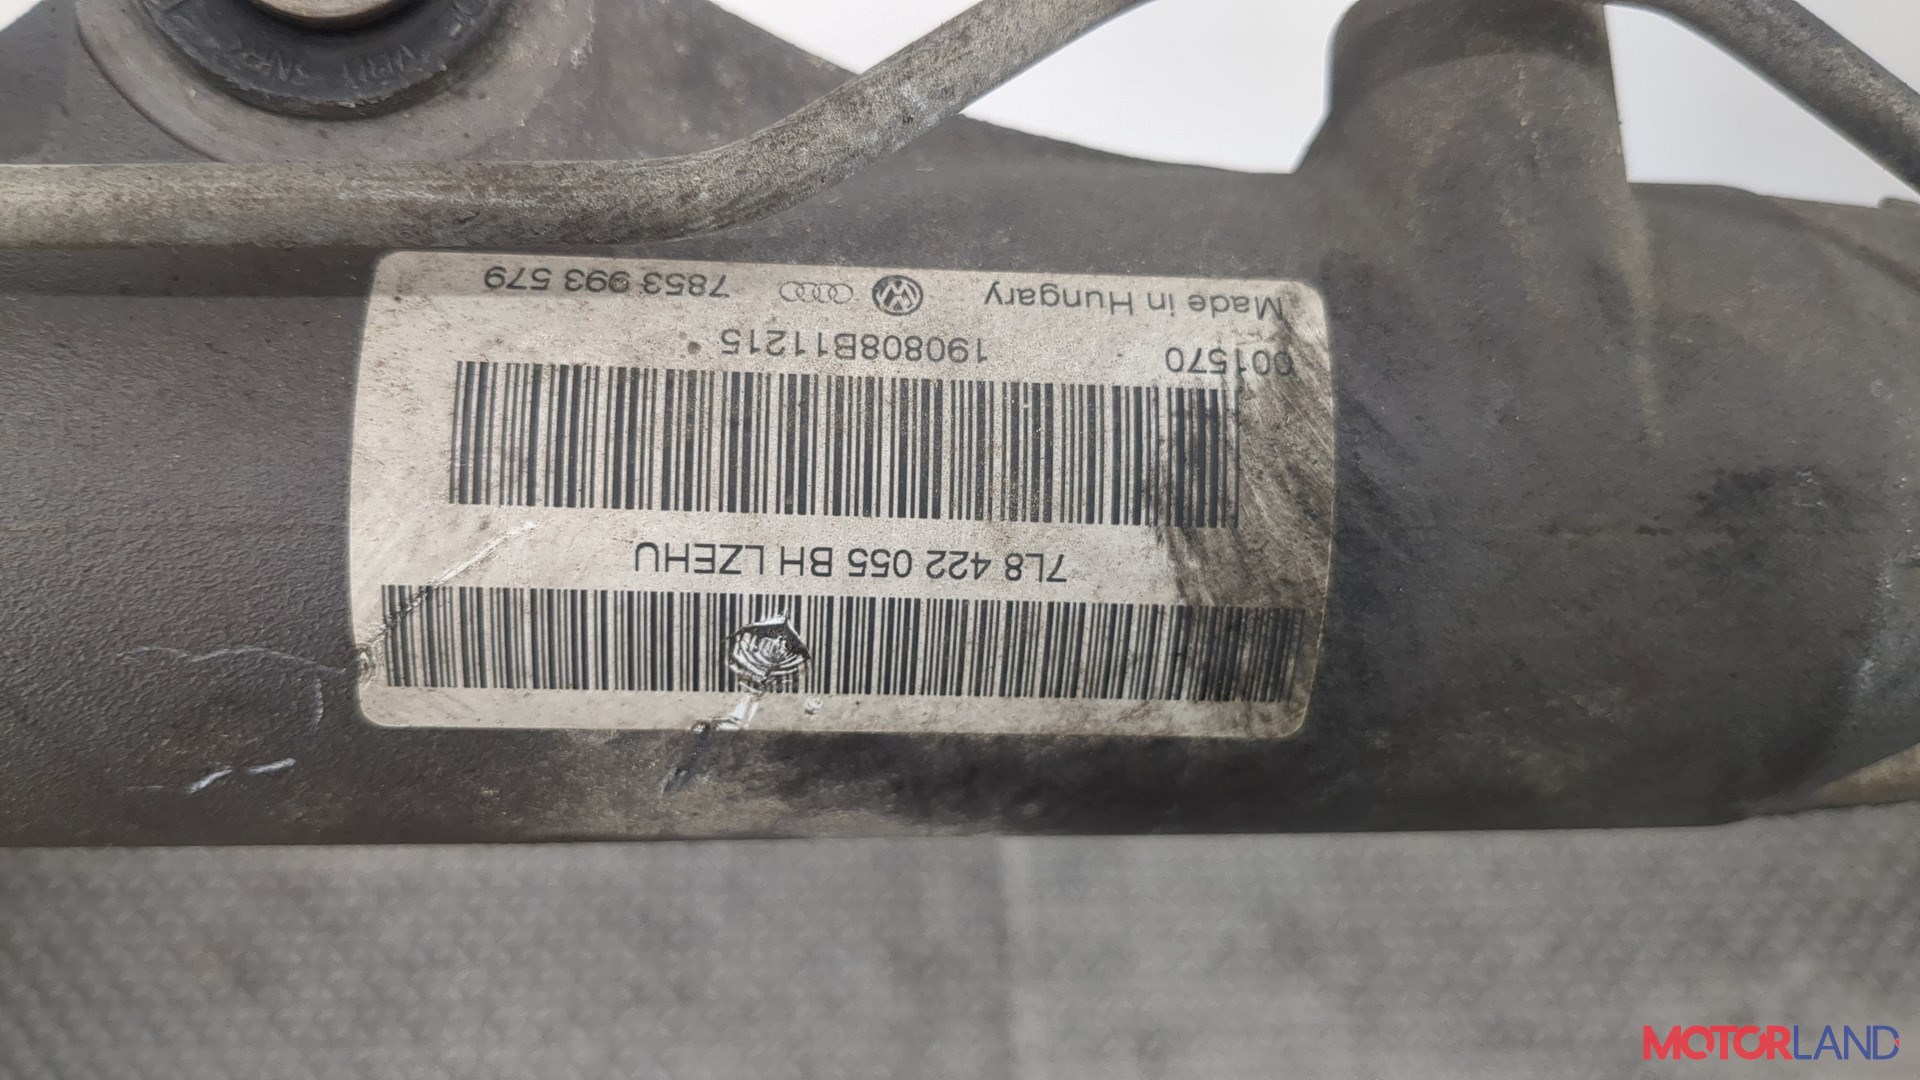 7L8 422 055 BH LZEHU
001570 190808B11215
Made in Hungary 7853 993 579
MOTORLAND